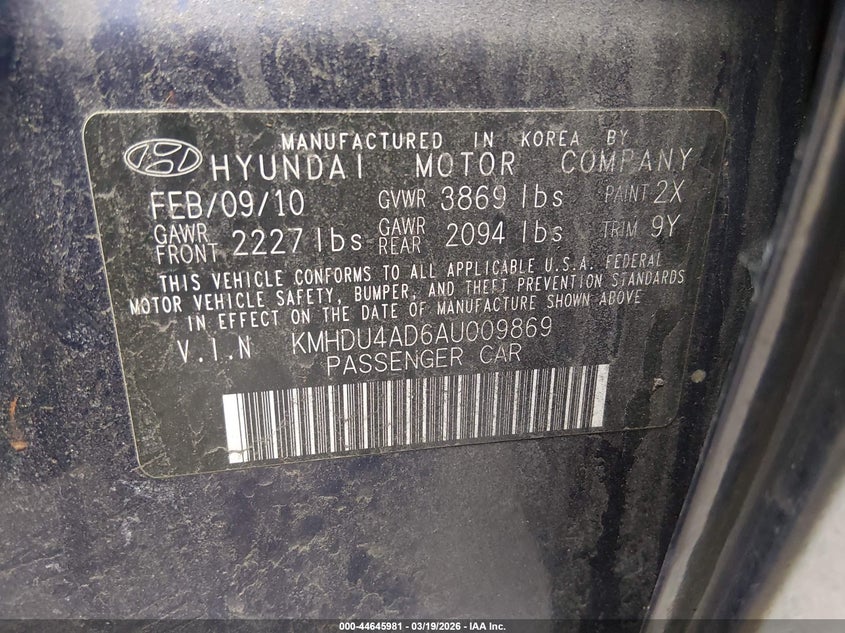 MANUFACTURED IN KOREA BY
HYUNDAI MOTOR COMPANY
FEB/09/10 GVWR 3869 lbs PAINT 2X
GAWR FRONT 2227 lbs GAWR REAR 2094 lbs TRIM 9Y
THIS VEHICLE CONFORMS TO ALL APPLICABLE U.S.A. FEDERAL
MOTOR VEHICLE SAFETY, BUMPER, AND THEFT PREVENTION STANDARDS
IN EFFECT ON THE DATE OF MANUFACTURE SHOWN ABOVE
V.I.N KMHDU4AD6AU009869
PASSENGER CAR
000-44645981 - 03/19/2026 - IAA Inc.